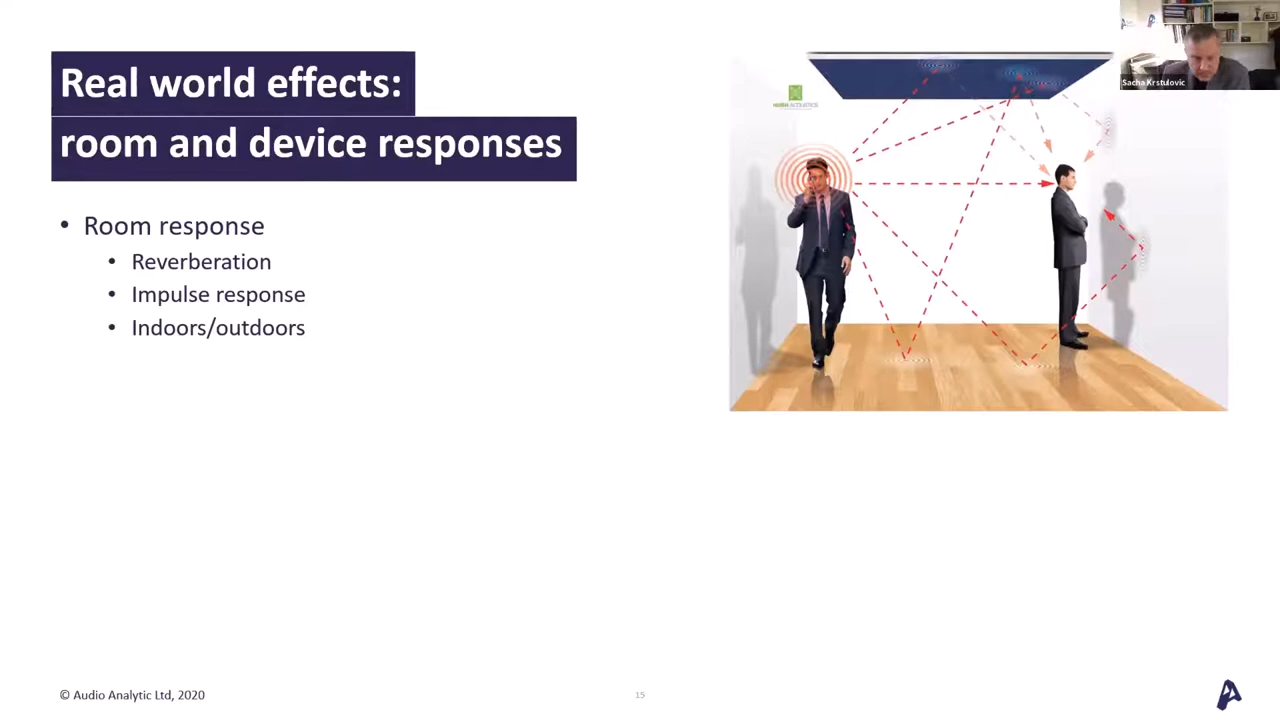 Real world effects:
room and device responses
Sacha Krstulovic
• Room response
• Reverberation
• Impulse response
• Indoors/outdoors
© Audio Analytic Ltd, 2020
15